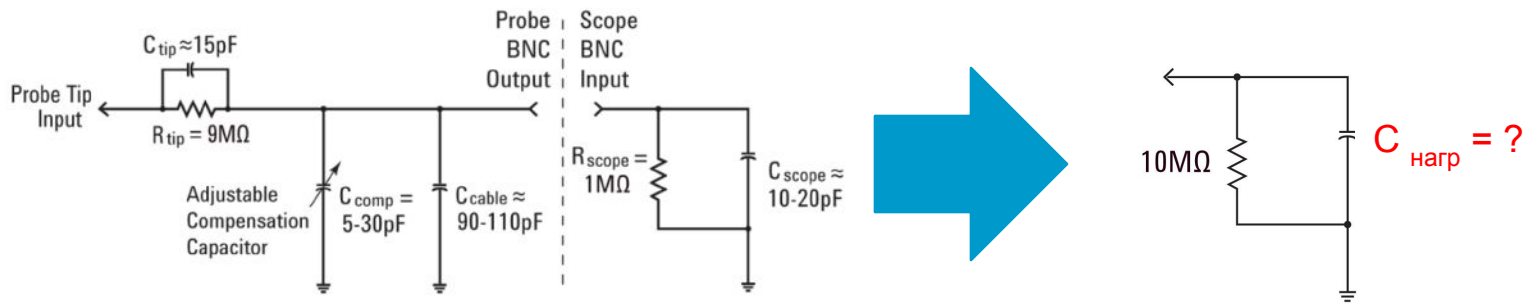 C tip ≈15pF
Probe Tip
Input
R tip = 9MΩ
Adjustable
Compensation
Capacitor
C comp =
5-30pF
C cable ≈
90-110pF
Probe
BNC
Output
Scope
BNC
Input
R scope =
1MΩ
C scope ≈
10-20pF
10MΩ
C нагр = ?